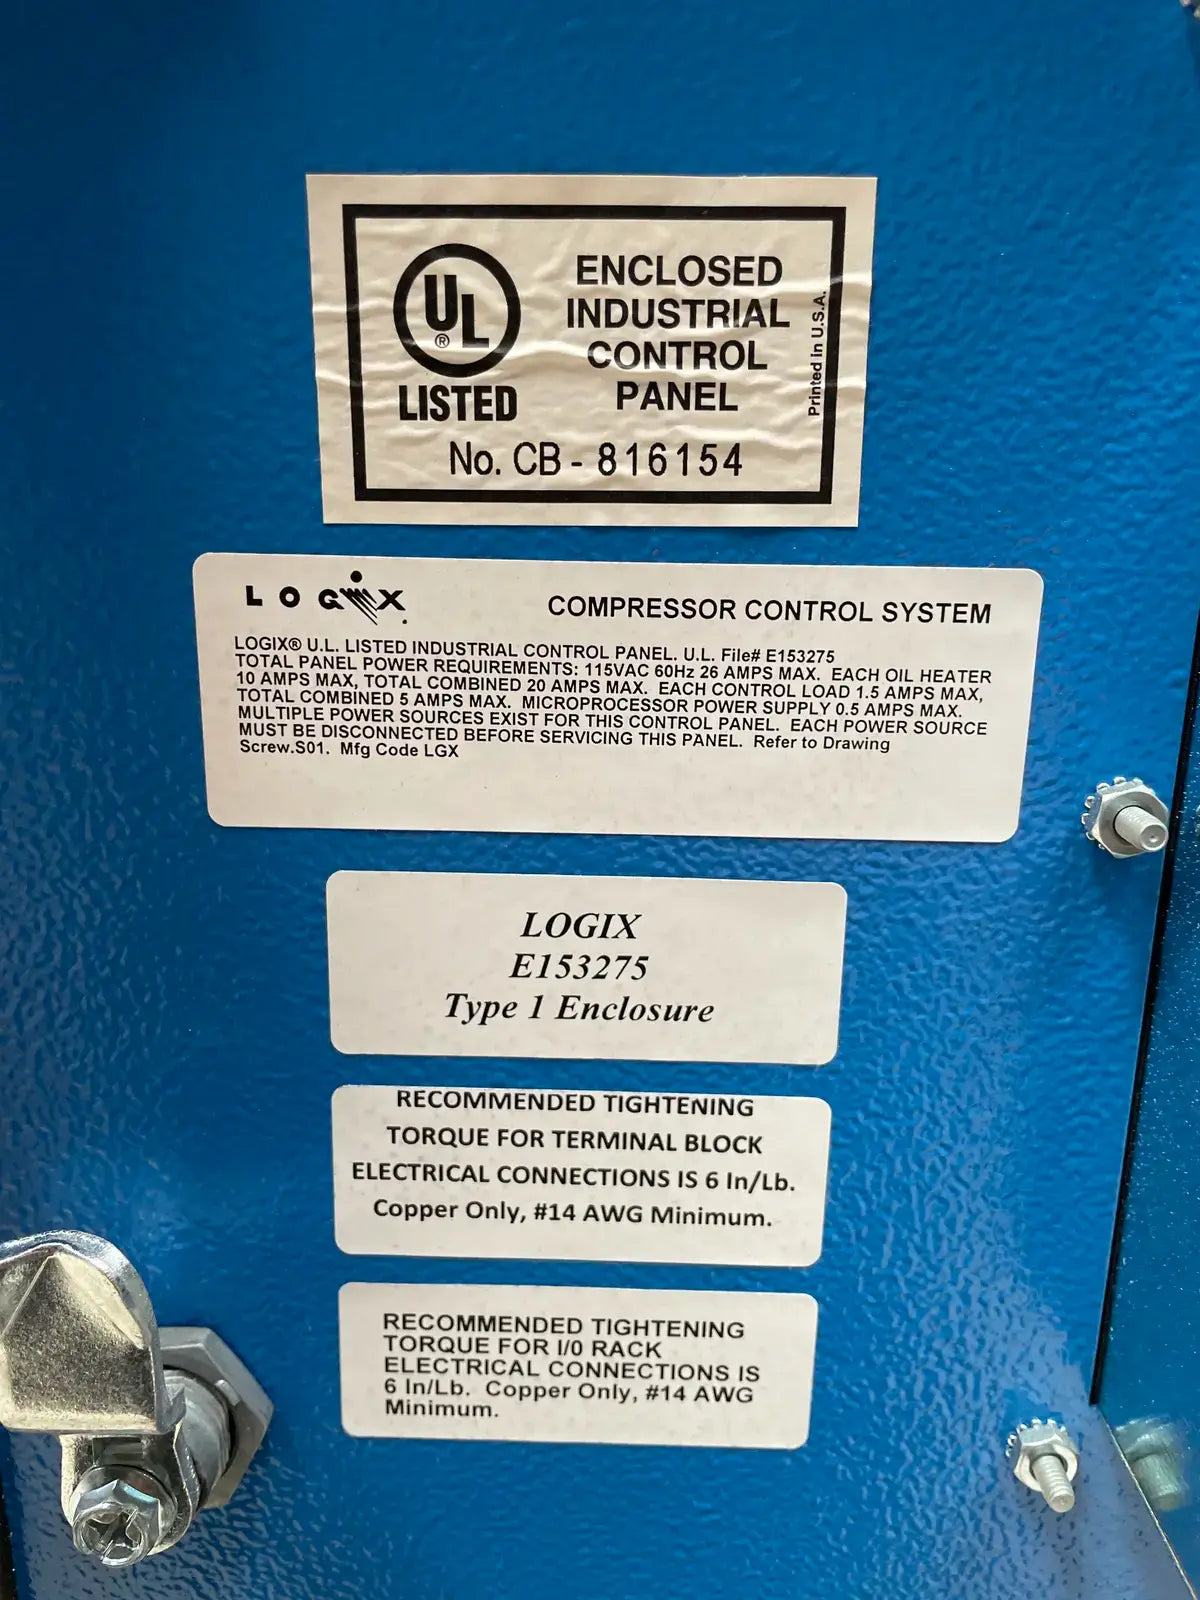 UL
®
LISTED
ENCLOSED
INDUSTRIAL
CONTROL
PANEL
Printed in U.S.A.
No. CB - 816154
LOGIX
COMPRESSOR CONTROL SYSTEM
LOGIX® U.L. LISTED INDUSTRIAL CONTROL PANEL. U.L. File# E153275
TOTAL PANEL POWER REQUIREMENTS: 115VAC 60Hz 26 AMPS MAX. EACH OIL HEATER
10 AMPS MAX, TOTAL COMBINED 20 AMPS MAX. EACH CONTROL LOAD 1.5 AMPS MAX,
TOTAL COMBINED 5 AMPS MAX. MICROPROCESSOR POWER SUPPLY 0.5 AMPS MAX.
MULTIPLE POWER SOURCES EXIST FOR THIS CONTROL PANEL. EACH POWER SOURCE
MUST BE DISCONNECTED BEFORE SERVICING THIS PANEL. Refer to Drawing
Screw.S01. Mfg Code LGX
LOGIX
E153275
Type 1 Enclosure
RECOMMENDED TIGHTENING
TORQUE FOR TERMINAL BLOCK
ELECTRICAL CONNECTIONS IS 6 In/Lb.
Copper Only, #14 AWG Minimum.
RECOMMENDED TIGHTENING
TORQUE FOR I/0 RACK
ELECTRICAL CONNECTIONS IS
6 In/Lb. Copper Only, #14 AWG
Minimum.